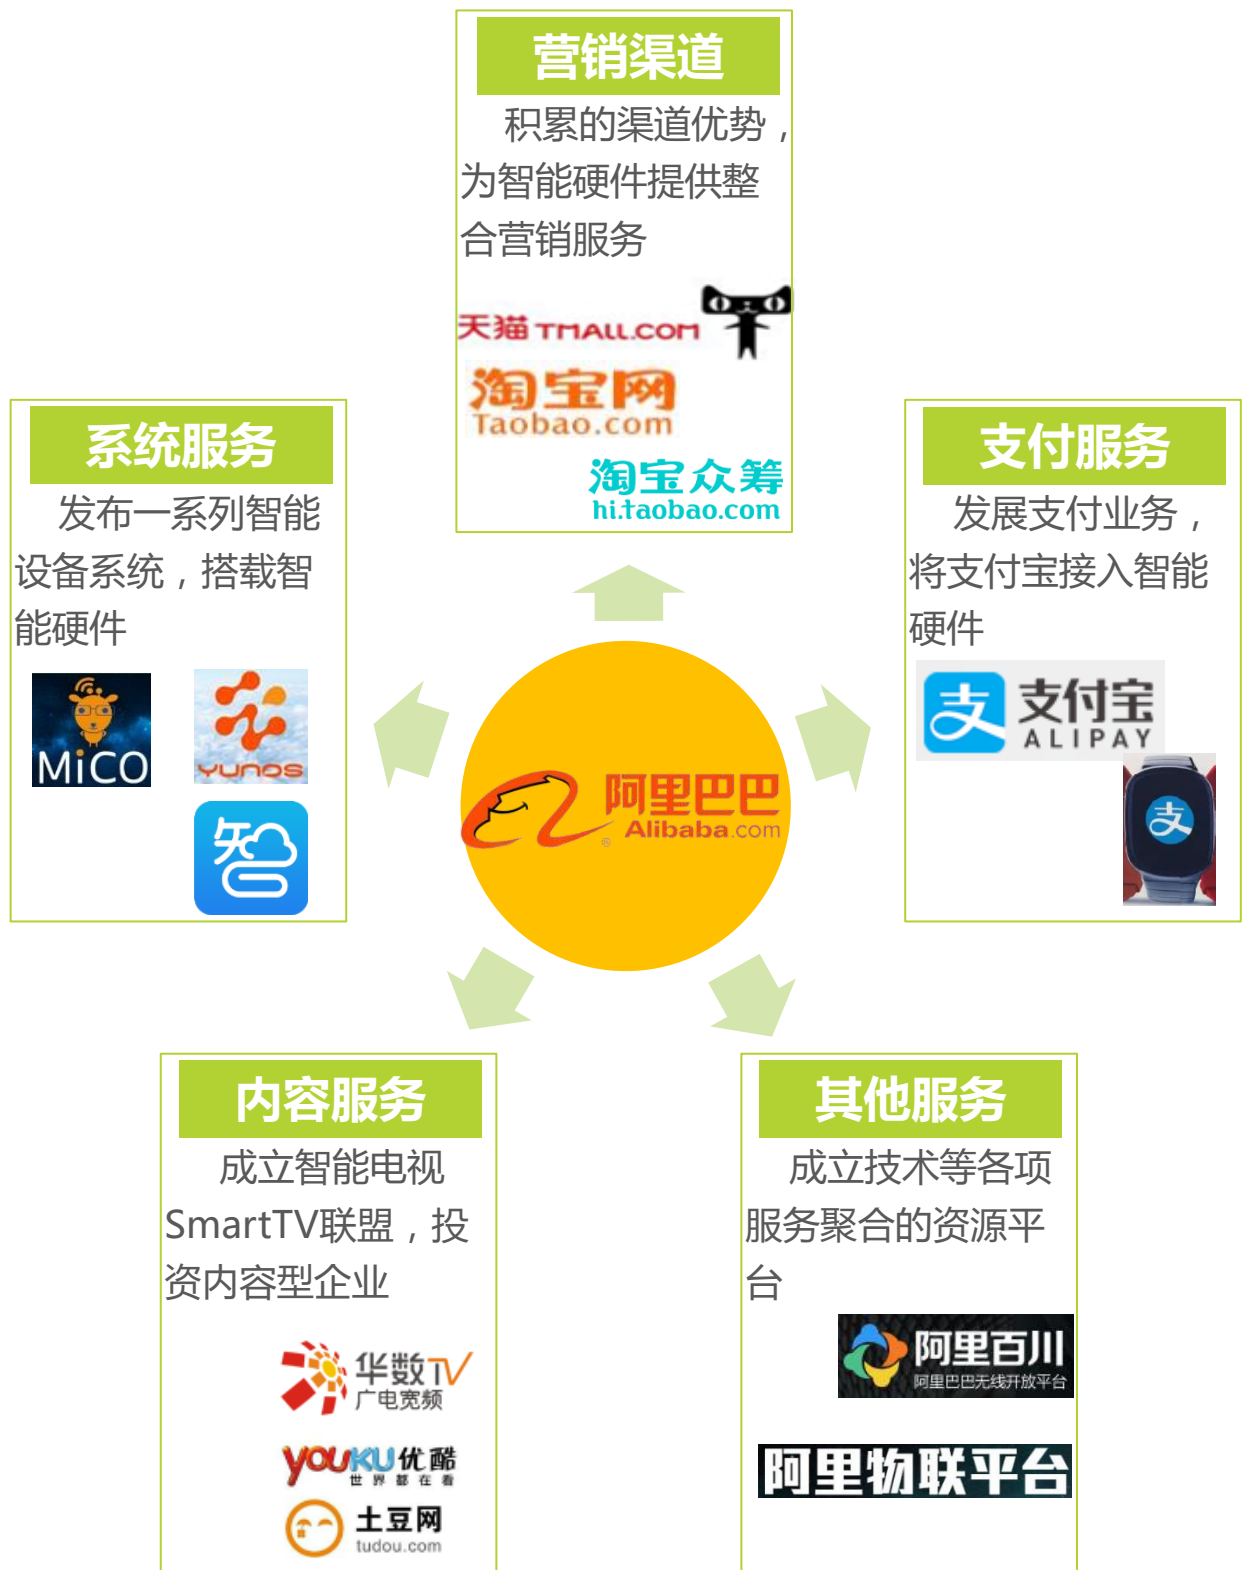 营销渠道
积累的渠道优势，
为智能硬件提供整
合营销服务
天猫 TMALL.COM
淘宝网
Taobao.com
淘宝众筹
hi.taobao.com
系统服务
发布一系列智能
设备系统，搭载智
能硬件
MiCO
YUNOS
智
支付服务
发展支付业务，
将支付宝接入智能
硬件
支 支付宝
ALIPAY
支
阿里巴巴
Alibaba.com
®
内容服务
成立智能电视
SmartTV联盟，投
资内容型企业
华数TV
广电宽频
YOUKU 优酷
世界都在看
土豆网
tudou.com
其他服务
成立技术等各项
服务聚合的资源平
台
阿里百川
阿里巴巴无线开放平台
阿里物联平台